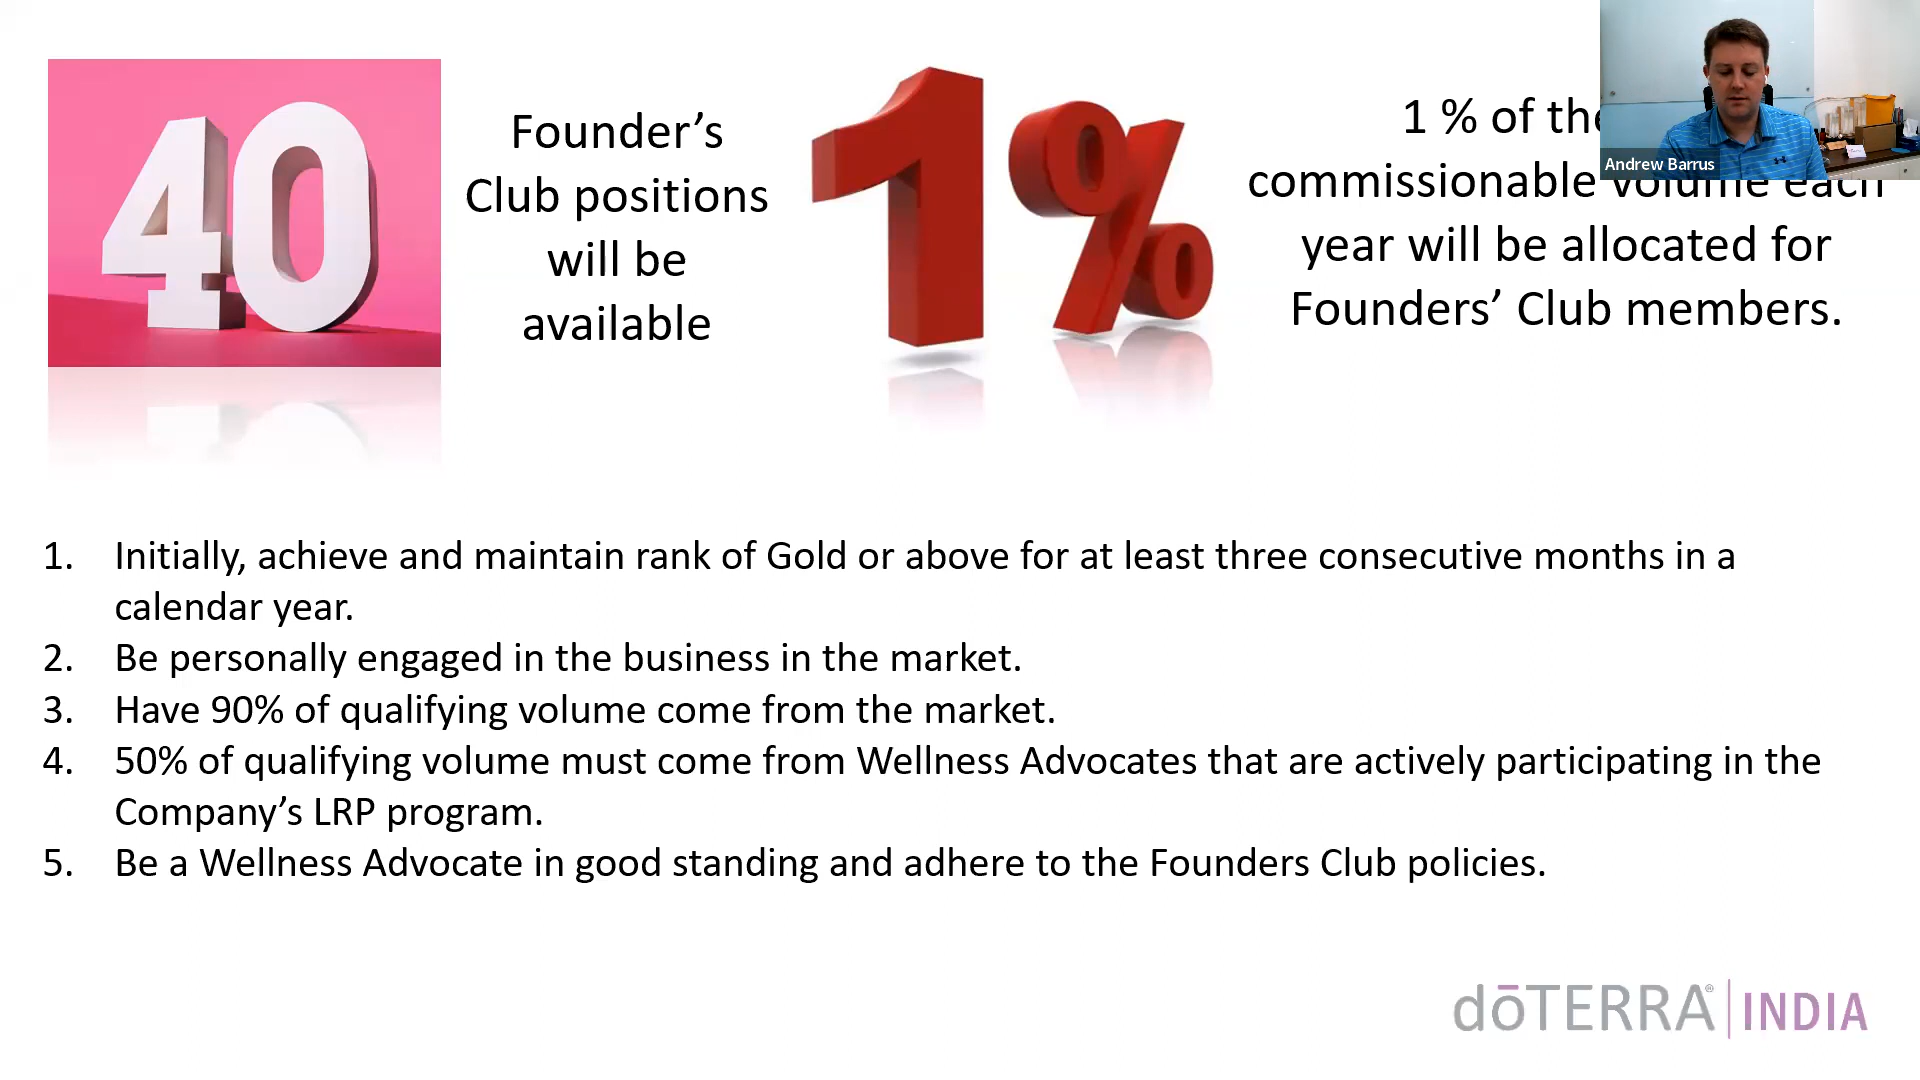 40
Founder’s
Club positions
will be
available
1%
1 % of the
commissionable volume each
year will be allocated for
Founders’ Club members.
Andrew Barrus
1. Initially, achieve and maintain rank of Gold or above for at least three consecutive months in a
calendar year.
2. Be personally engaged in the business in the market.
3. Have 90% of qualifying volume come from the market.
4. 50% of qualifying volume must come from Wellness Advocates that are actively participating in the
Company’s LRP program.
5. Be a Wellness Advocate in good standing and adhere to the Founders Club policies.
dōTERRA® INDIA